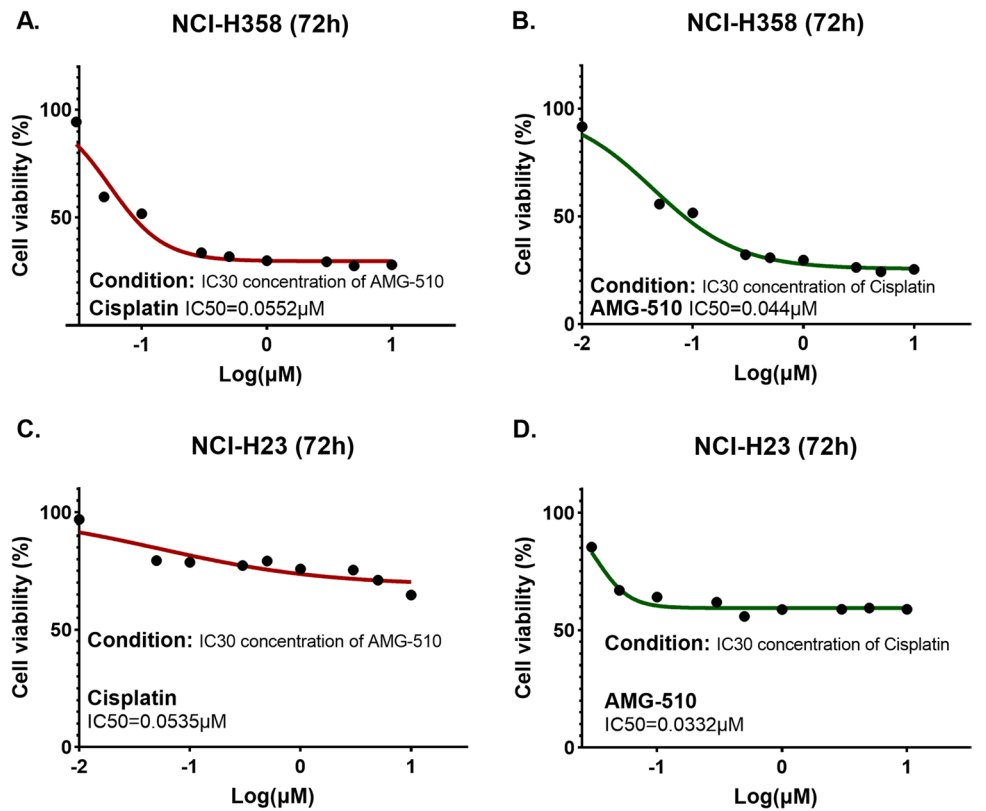 A.
NCI-H358 (72h)
Cell viability (%)
100
50
Condition: IC30 concentration of AMG-510
Cisplatin IC50=0.0552µM
-1
0
1
Log(µM)
B.
NCI-H358 (72h)
Cell viability (%)
100
50
0
Condition: IC30 concentration of Cisplatin
AMG-510 IC50=0.044µM
-2
-1
0
1
Log(µM)
C.
NCI-H23 (72h)
Cell viability (%)
100
50
0
Condition: IC30 concentration of AMG-510
Cisplatin
IC50=0.0535µM
-2
-1
0
1
Log(µM)
D.
NCI-H23 (72h)
Cell viability (%)
100
50
0
Condition: IC30 concentration of Cisplatin
AMG-510
IC50=0.0332µM
-1
0
1
Log(µM)